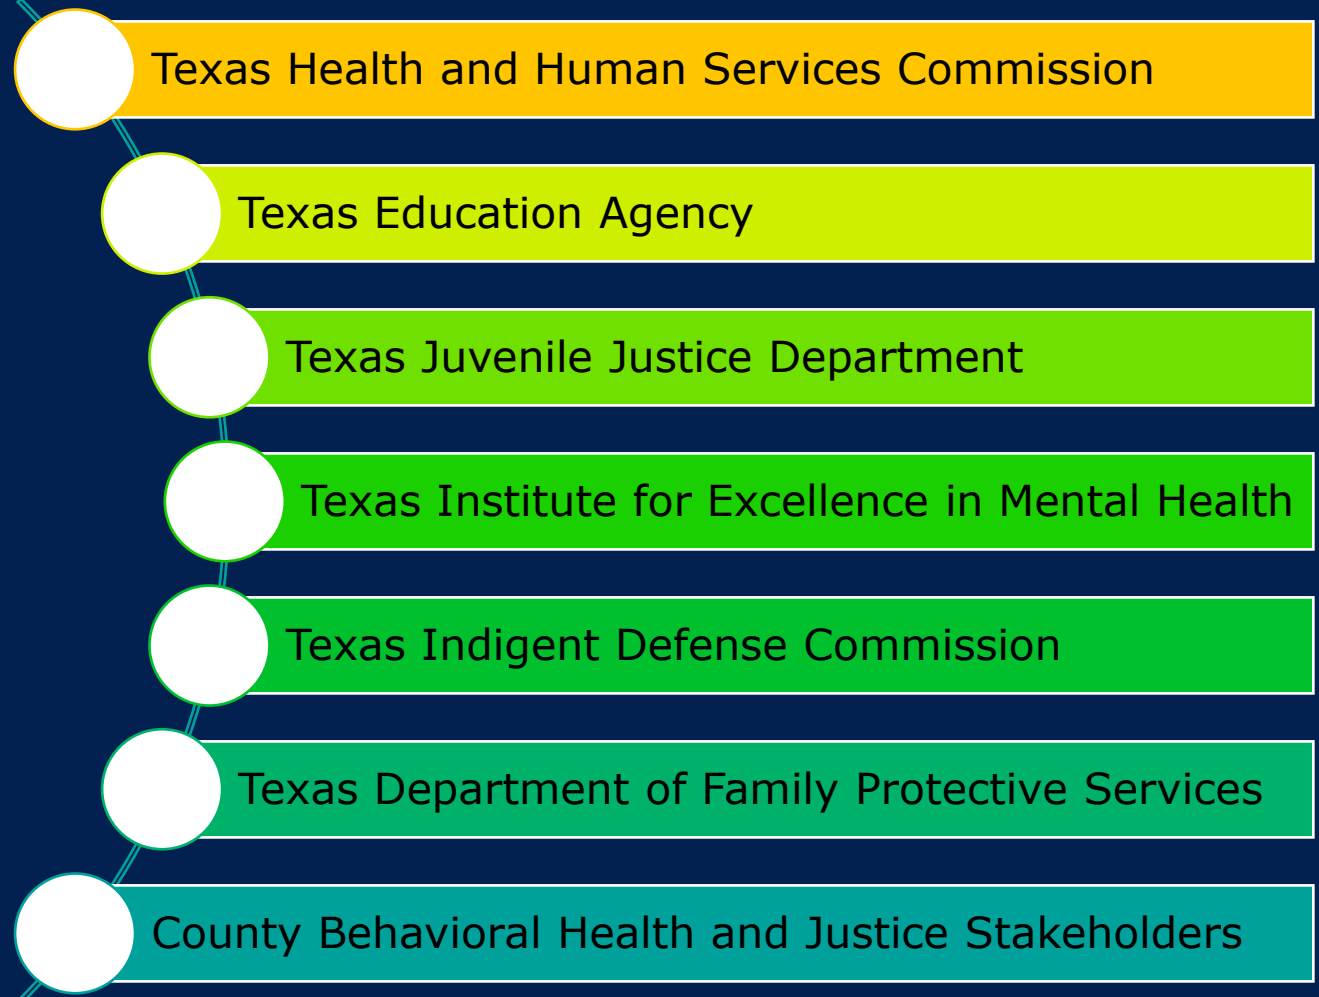 Texas Health and Human Services Commission
Texas Education Agency
Texas Juvenile Justice Department
Texas Institute for Excellence in Mental Health
Texas Indigent Defense Commission
Texas Department of Family Protective Services
County Behavioral Health and Justice Stakeholders